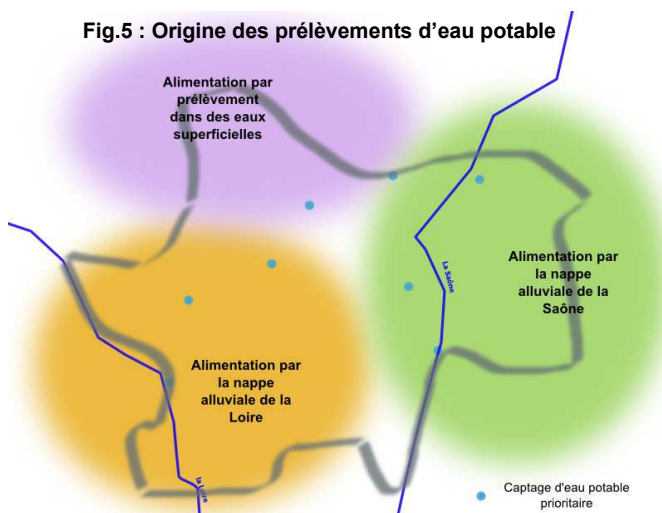 Fig.5 : Origine des prélèvements d'eau potable
Alimentation par
prélèvement
dans des eaux
superficielles
La Saône
Alimentation par
la nappe
alluviale de la
Saône
Alimentation par
la nappe
alluviale de la
Loire
la Loire
Captage d'eau potable
prioritaire